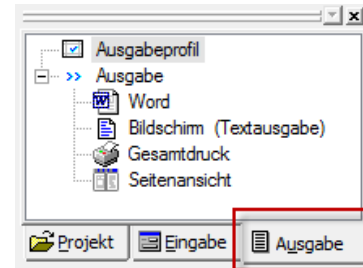 Ausgabeprofil
Ausgabe
Word
Bildschirm (Textausgabe)
Gesamtdruck
Seitenansicht
Projekt Eingabe Ausgabe